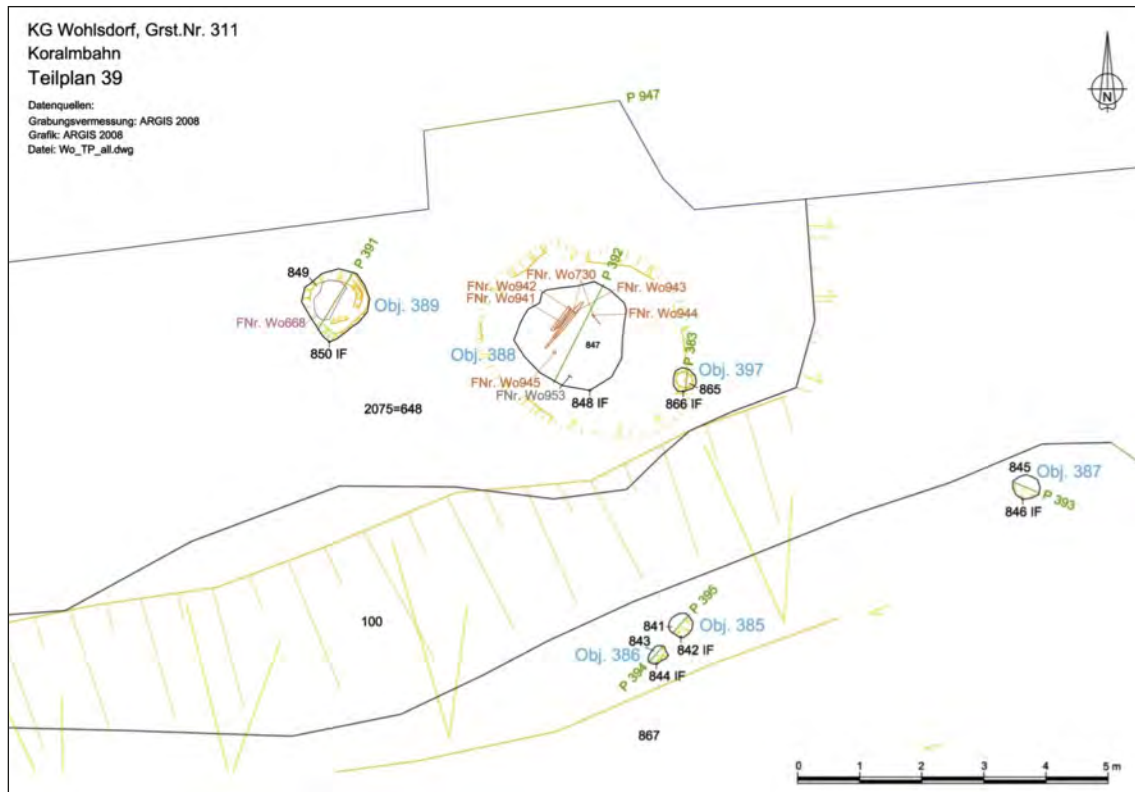 KG Wohlsdorf, Grst.Nr. 311
Koralmbahn
Teilplan 39
Datenquellen:
Grabungsvermessung: ARGIS 2008
Grafik: ARGIS 2008
Datei: Wo_TP_all.dwg
N
P 947
849
P 391
Obj. 389
FNr. Wo668
850 IF
P 392
FNr. Wo730
FNr. Wo942
FNr. Wo943
FNr. Wo941
FNr. Wo944
847
Obj. 388
FNr. Wo945
FNr. Wo953
848 IF
P 383
Obj. 397
865
866 IF
2075=648
845
Obj. 387
P 393
846 IF
100
P 395
841
Obj. 385
842 IF
843
Obj. 386
P 394
844 IF
867
0 1 2 3 4 5 m